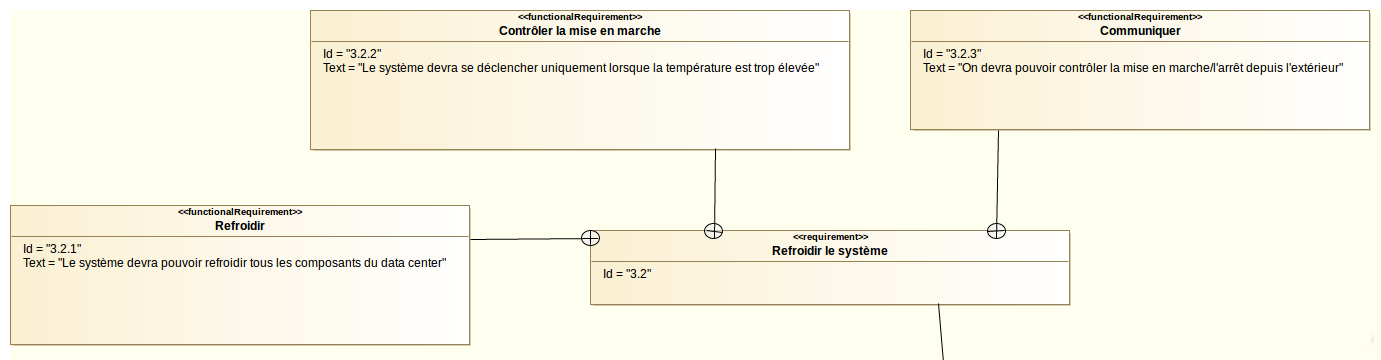 <<functionalRequirement>>
Contrôler la mise en marche
Id = "3.2.2"
Text = "Le système devra se déclencher uniquement lorsque la température est trop élevée"
<<functionalRequirement>>
Communiquer
Id = "3.2.3"
Text = "On devra pouvoir contrôler la mise en marche/l'arrêt depuis l'extérieur"
<<functionalRequirement>>
Refroidir
Id = "3.2.1"
Text = "Le système devra pouvoir refroidir tous les composants du data center"
<<requirement>>
Refroidir le système
Id = "3.2"